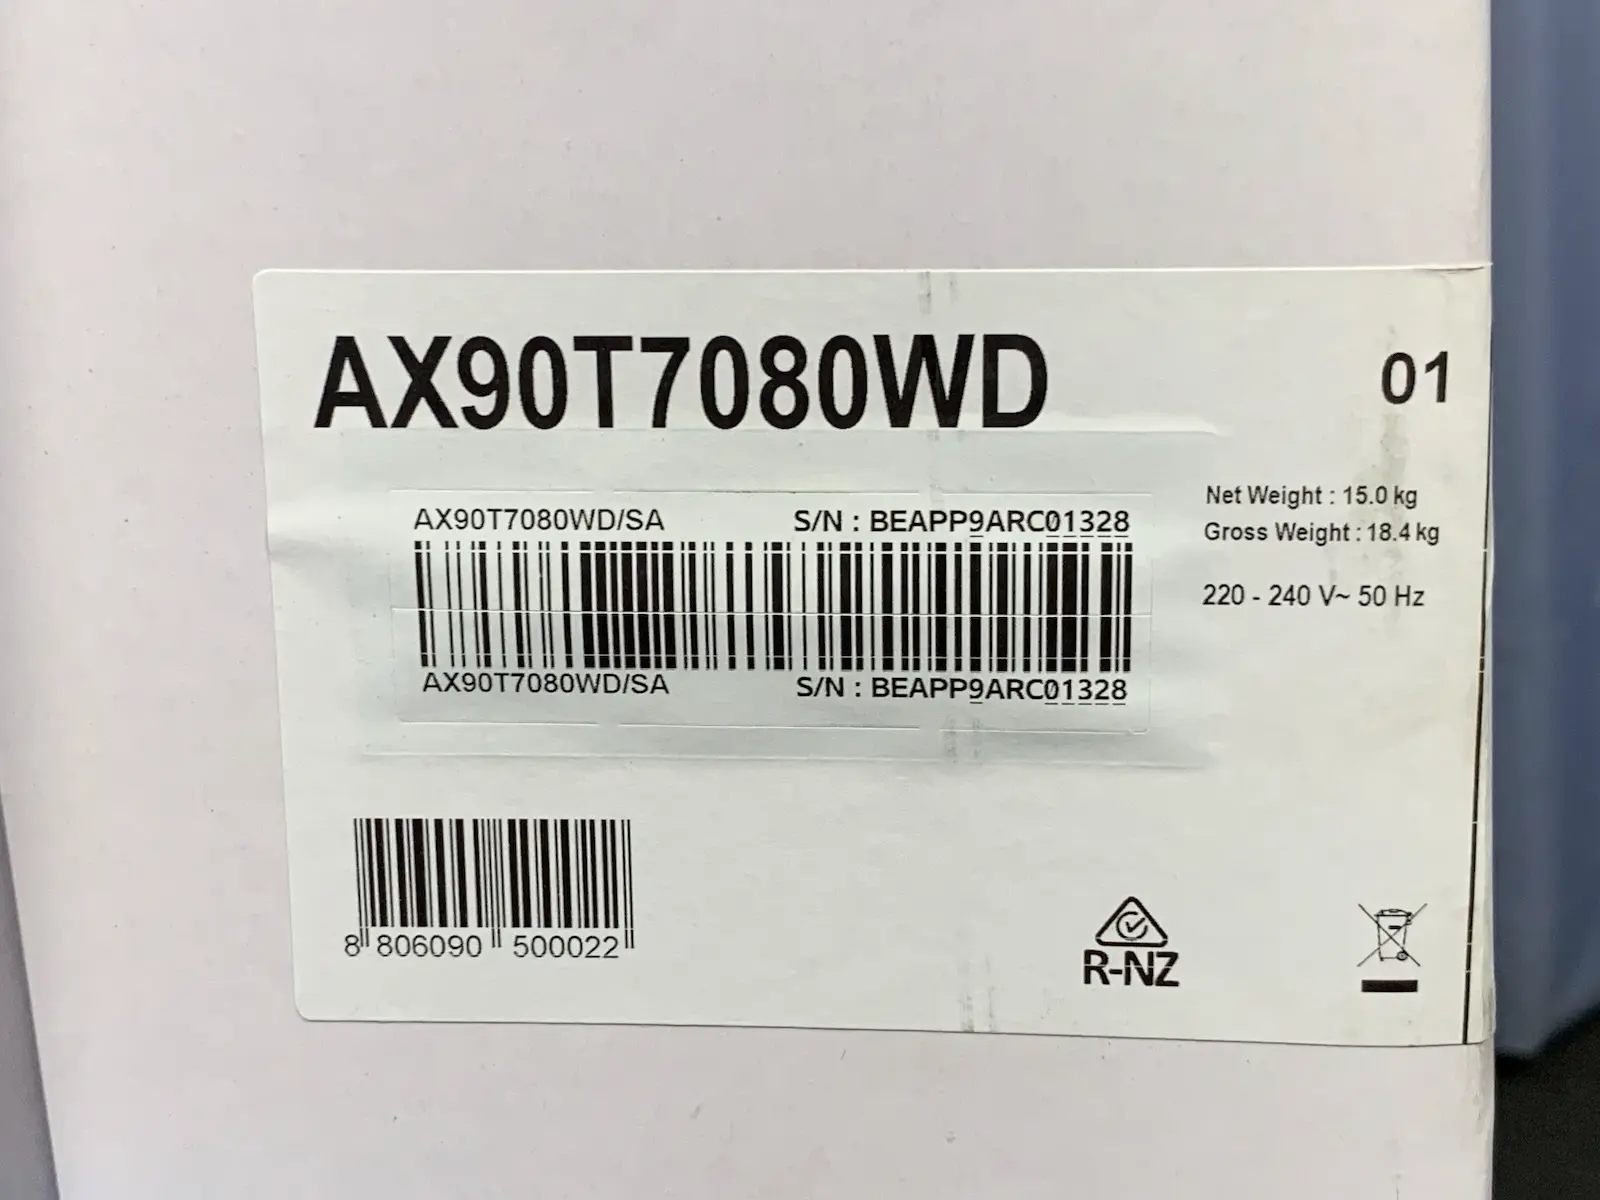 AX90T7080WD
01
AX90T7080WD/SA S/N : BEAPP9ARC01328
AX90T7080WD/SA S/N : BEAPP9ARC01328
Net Weight : 15.0 kg
Gross Weight : 18.4 kg
220 - 240 V~ 50 Hz
8 806090 500022
R-NZ